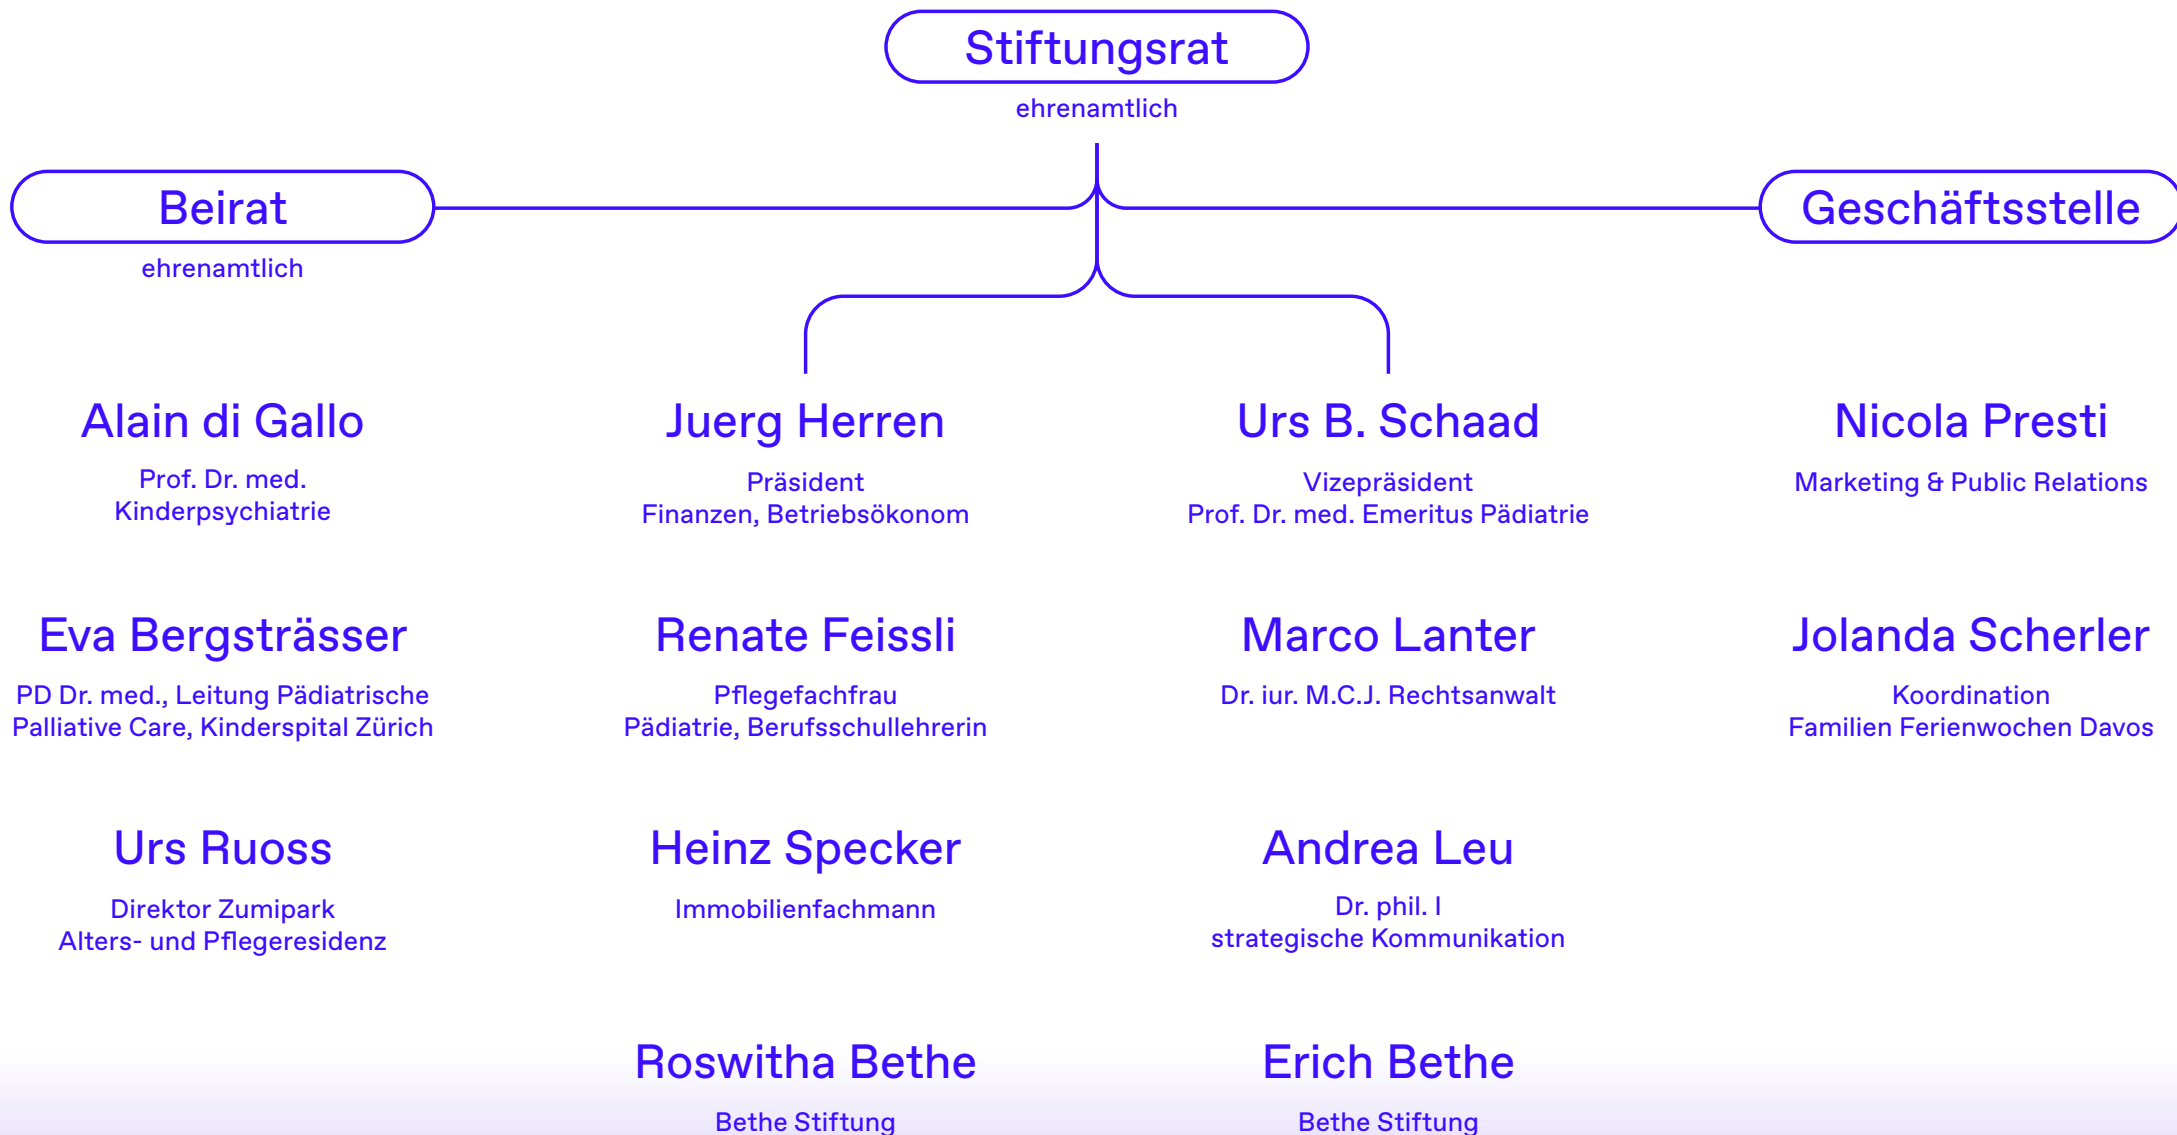 Stiftungsrat
ehrenamtlich
Beirat
ehrenamtlich
Geschäftsstelle
Alain di Gallo
Prof. Dr. med.
Kinderpsychiatrie
Juerg Herren
Präsident
Finanzen, Betriebsökonom
Urs B. Schaad
Vizepräsident
Prof. Dr. med. Emeritus Pädiatrie
Nicola Presti
Marketing & Public Relations
Eva Bergsträsser
PD Dr. med., Leitung Pädiatrische
Palliative Care, Kinderspital Zürich
Renate Feissli
Pflegefachfrau
Pädiatrie, Berufsschullehrerin
Marco Lanter
Dr. iur. M.C.J. Rechtsanwalt
Jolanda Scherler
Koordination
Familien Ferienwochen Davos
Urs Ruoss
Direktor Zumipark
Alters- und Pflegeresidenz
Heinz Specker
Immobilienfachmann
Andrea Leu
Dr. phil. I
strategische Kommunikation
Roswitha Bethe
Bethe Stiftung
Erich Bethe
Bethe Stiftung